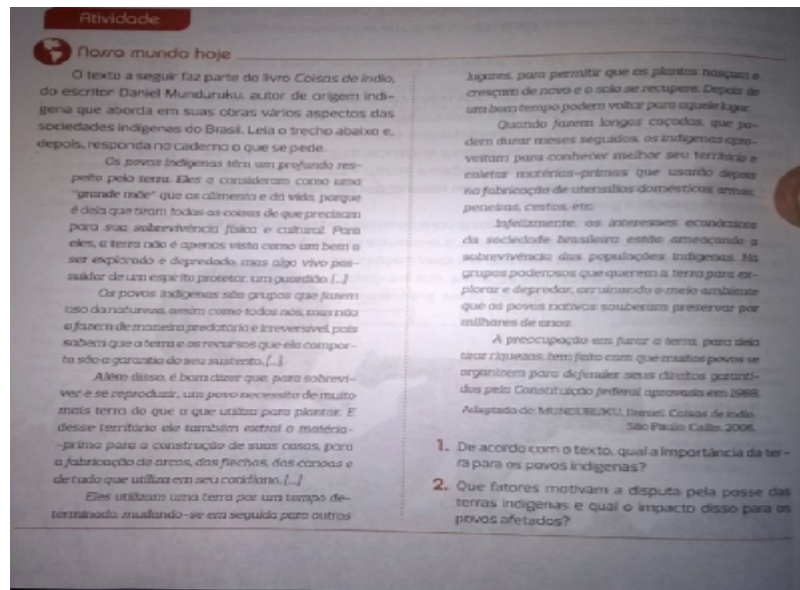 Atividade
Nosso mundo hoje
O texto a seguir faz parte do livro Coisas de índio,
do escritor Daniel Munduruku, autor de origem indí-
gena que aborda em suas obras vários aspectos das
sociedades indígenas do Brasil. Leia o trecho abaixo e,
depois, responda no caderno o que se pede.
Os povos indígenas têm um profundo res-
peito pela terra. Eles a consideram como uma
"grande mãe" que os alimenta e dá vida, porque
é dela que tiram todas as coisas de que precisam
para sua sobrevivência física e cultural. Para
eles, a terra não é apenas vista como um bem a
ser explorado e depredado, mas algo vivo pos-
suidor de um espírito protetor, um guardião. [...]
Os povos indígenas são grupos que fazem
uso da natureza, assim como todos nós, mas não
o fazem de maneira predatória e irreversível, pois
sabem que a terra e os recursos que ela compor-
ta são a garantia do seu sustento. [...]
Além disso, é bom dizer que, para sobrevi-
ver e se reproduzir, um povo necessita de muito
mais terra do que a que utiliza para plantar. É
desse território ele também extrai a matéria-
-prima para a construção de suas casas, para
a fabricação de arcos, das flechas, das canoas e
de tudo que utiliza em seu cotidiano. [...]
Eles utilizam uma terra por um tempo de-
terminado, mudando-se em seguida para outros
lugares, para permitir que as plantas nasçam e
cresçam de novo e o solo se recupere. Depois de
um bom tempo podem voltar para aquele lugar.
Quando fazem longas caçadas, que po-
dem durar meses seguidos, os indígenas apro-
veitam para conhecer melhor seu território e
coletar matérias-primas que usarão depois
na fabricação de utensílios domésticos, armas,
peneiras, cestos, etc.
Infelizmente, os interesses econômicos
da sociedade brasileira estão ameaçando a
sobrevivência das populações indígenas. Há
grupos poderosos que querem a terra para ex-
plorar e depredar, arruinando o meio ambiente
que os povos nativos souberam preservar por
milhares de anos.
A preocupação em furar a terra, para dela
tirar riquezas, tem feito com que muitos povos se
organizem para defender seus direitos garanti-
dos pela Constituição federal aprovada em 1988.
Adaptado de: MUNDURUKU, Daniel. Coisas de índio.
São Paulo: Callis, 2006.
1. De acordo com o texto, qual a importância da ter-
ra para os povos indígenas?
2. Que fatores motivam a disputa pela posse das
terras indígenas e qual o impacto disso para os
povos afetados?